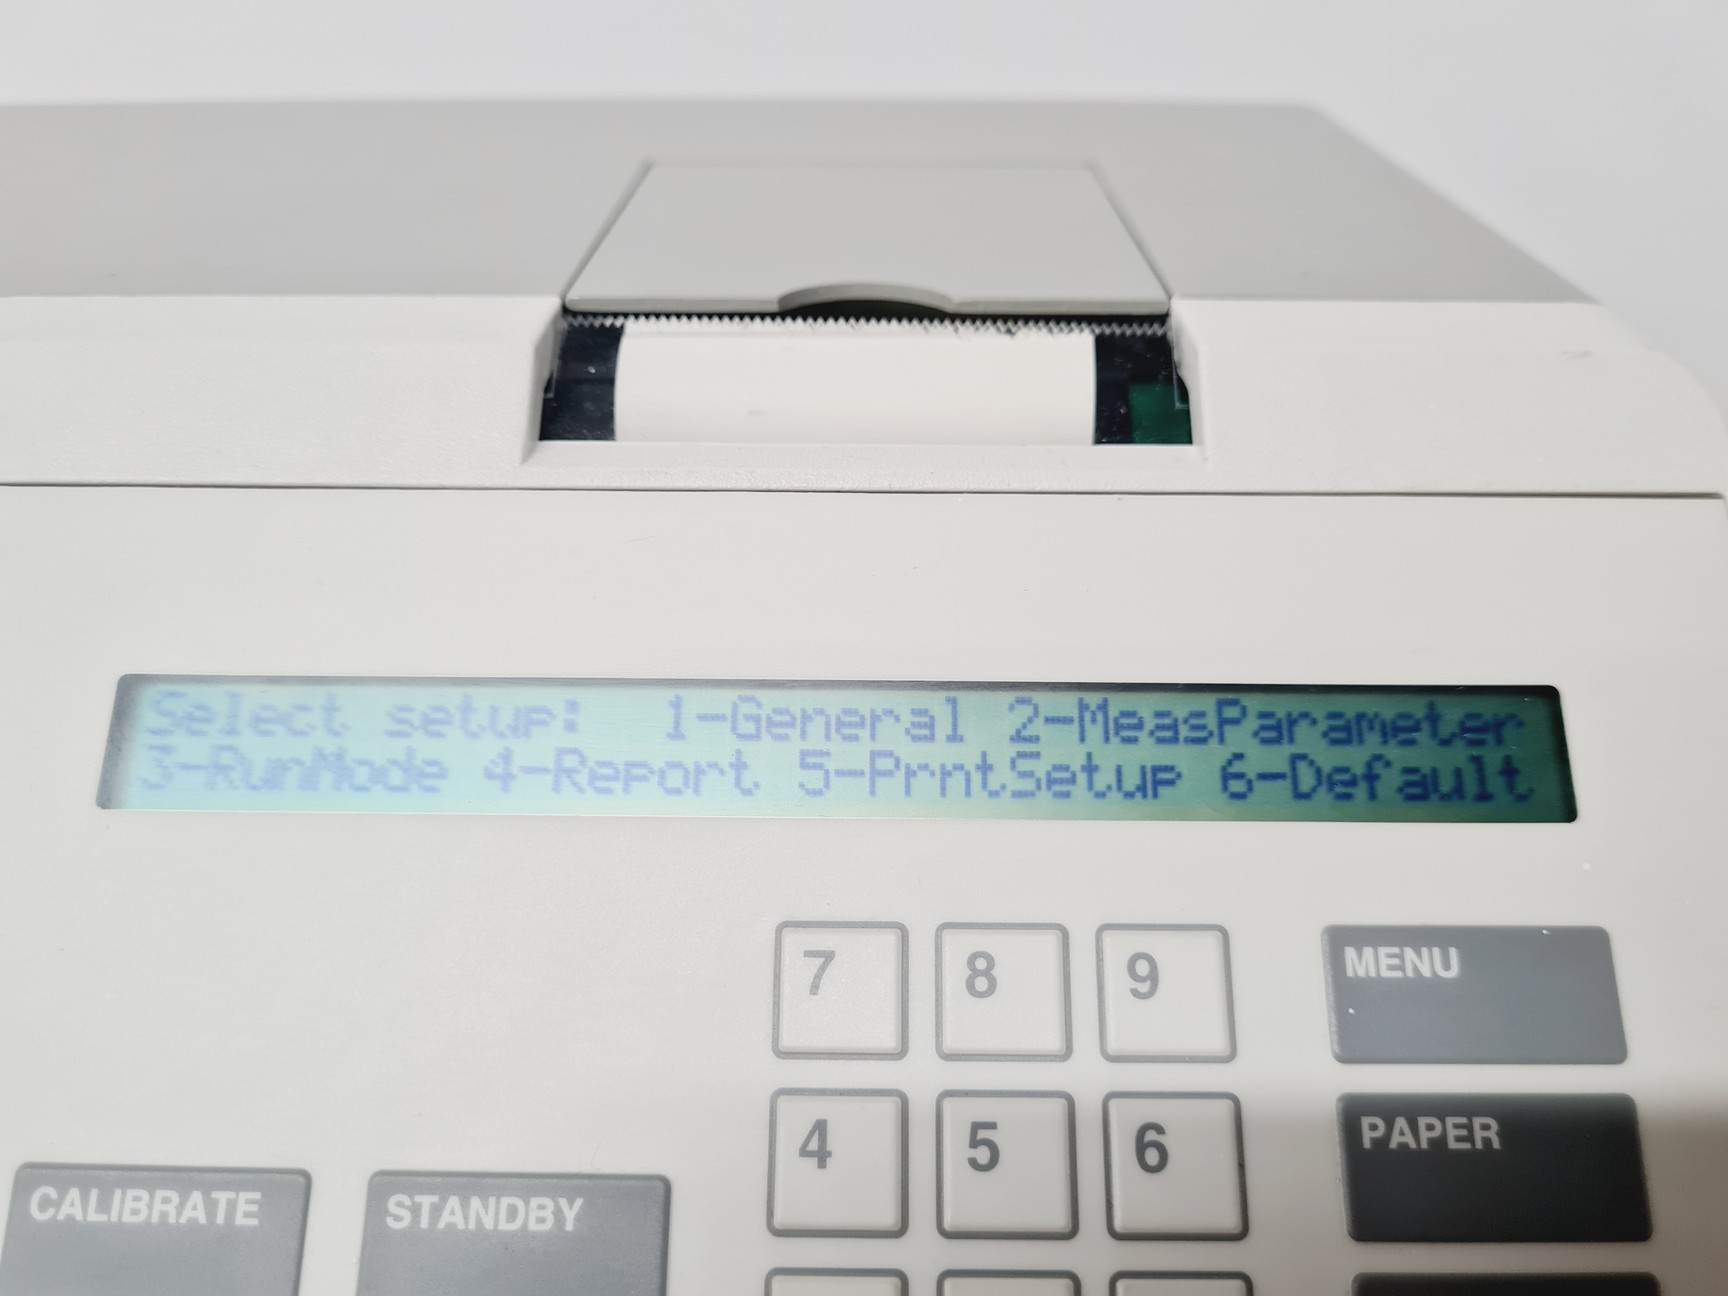 Select setup: 1-General 2-MeasParameter
3-RunMode 4-Report 5-PrntSetup 6-Default
7 8 9 MENU
4 5 6 PAPER
CALIBRATE STANDBY